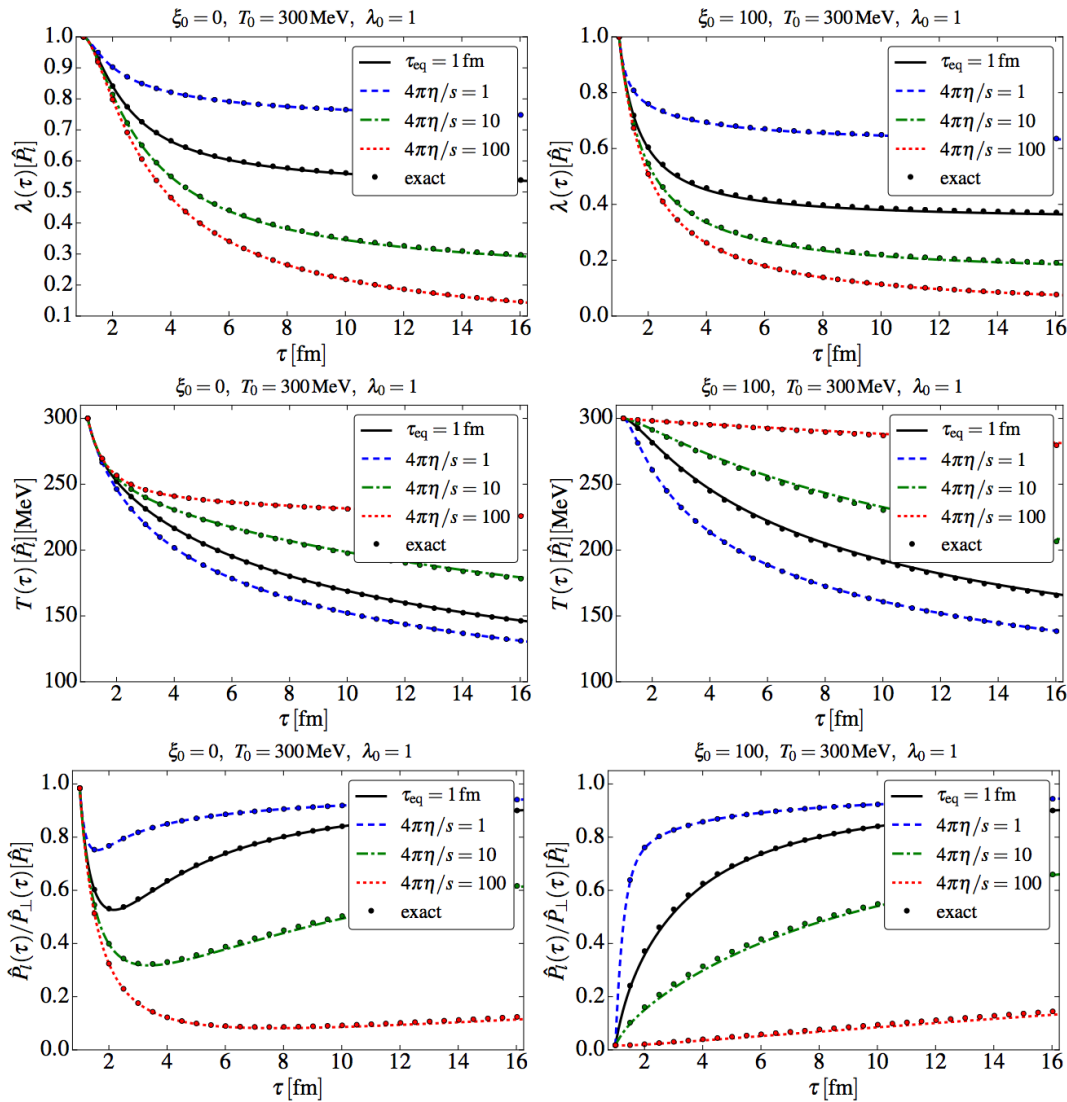 ξ₀ = 0, T₀ = 300 MeV, λ₀ = 1
λ(τ)[P̂ₗ]
1.0
0.9
0.8
0.7
0.6
0.5
0.4
0.3
0.2
0.1
τ_eq = 1 fm
4πη/s = 1
4πη/s = 10
4πη/s = 100
exact
2 4 6 8 10 12 14 16
τ [fm]
ξ₀ = 100, T₀ = 300 MeV, λ₀ = 1
λ(τ)[P̂ₗ]
1.0
0.8
0.6
0.4
0.2
0.0
τ_eq = 1 fm
4πη/s = 1
4πη/s = 10
4πη/s = 100
exact
2 4 6 8 10 12 14 16
τ [fm]
ξ₀ = 0, T₀ = 300 MeV, λ₀ = 1
T(τ)[P̂ₗ][MeV]
300
250
200
150
100
τ_eq = 1 fm
4πη/s = 1
4πη/s = 10
4πη/s = 100
exact
2 4 6 8 10 12 14 16
τ [fm]
ξ₀ = 100, T₀ = 300 MeV, λ₀ = 1
T(τ)[P̂ₗ][MeV]
300
250
200
150
100
τ_eq = 1 fm
4πη/s = 1
4πη/s = 10
4πη/s = 100
exact
2 4 6 8 10 12 14 16
τ [fm]
ξ₀ = 0, T₀ = 300 MeV, λ₀ = 1
P̂ₗ(τ)/P̂⊥(τ)[P̂ₗ]
1.0
0.8
0.6
0.4
0.2
0.0
τ_eq = 1 fm
4πη/s = 1
4πη/s = 10
4πη/s = 100
exact
2 4 6 8 10 12 14 16
τ [fm]
ξ₀ = 100, T₀ = 300 MeV, λ₀ = 1
P̂ₗ(τ)/P̂⊥(τ)[P̂ₗ]
1.0
0.8
0.6
0.4
0.2
0.0
τ_eq = 1 fm
4πη/s = 1
4πη/s = 10
4πη/s = 100
exact
2 4 6 8 10 12 14 16
τ [fm]